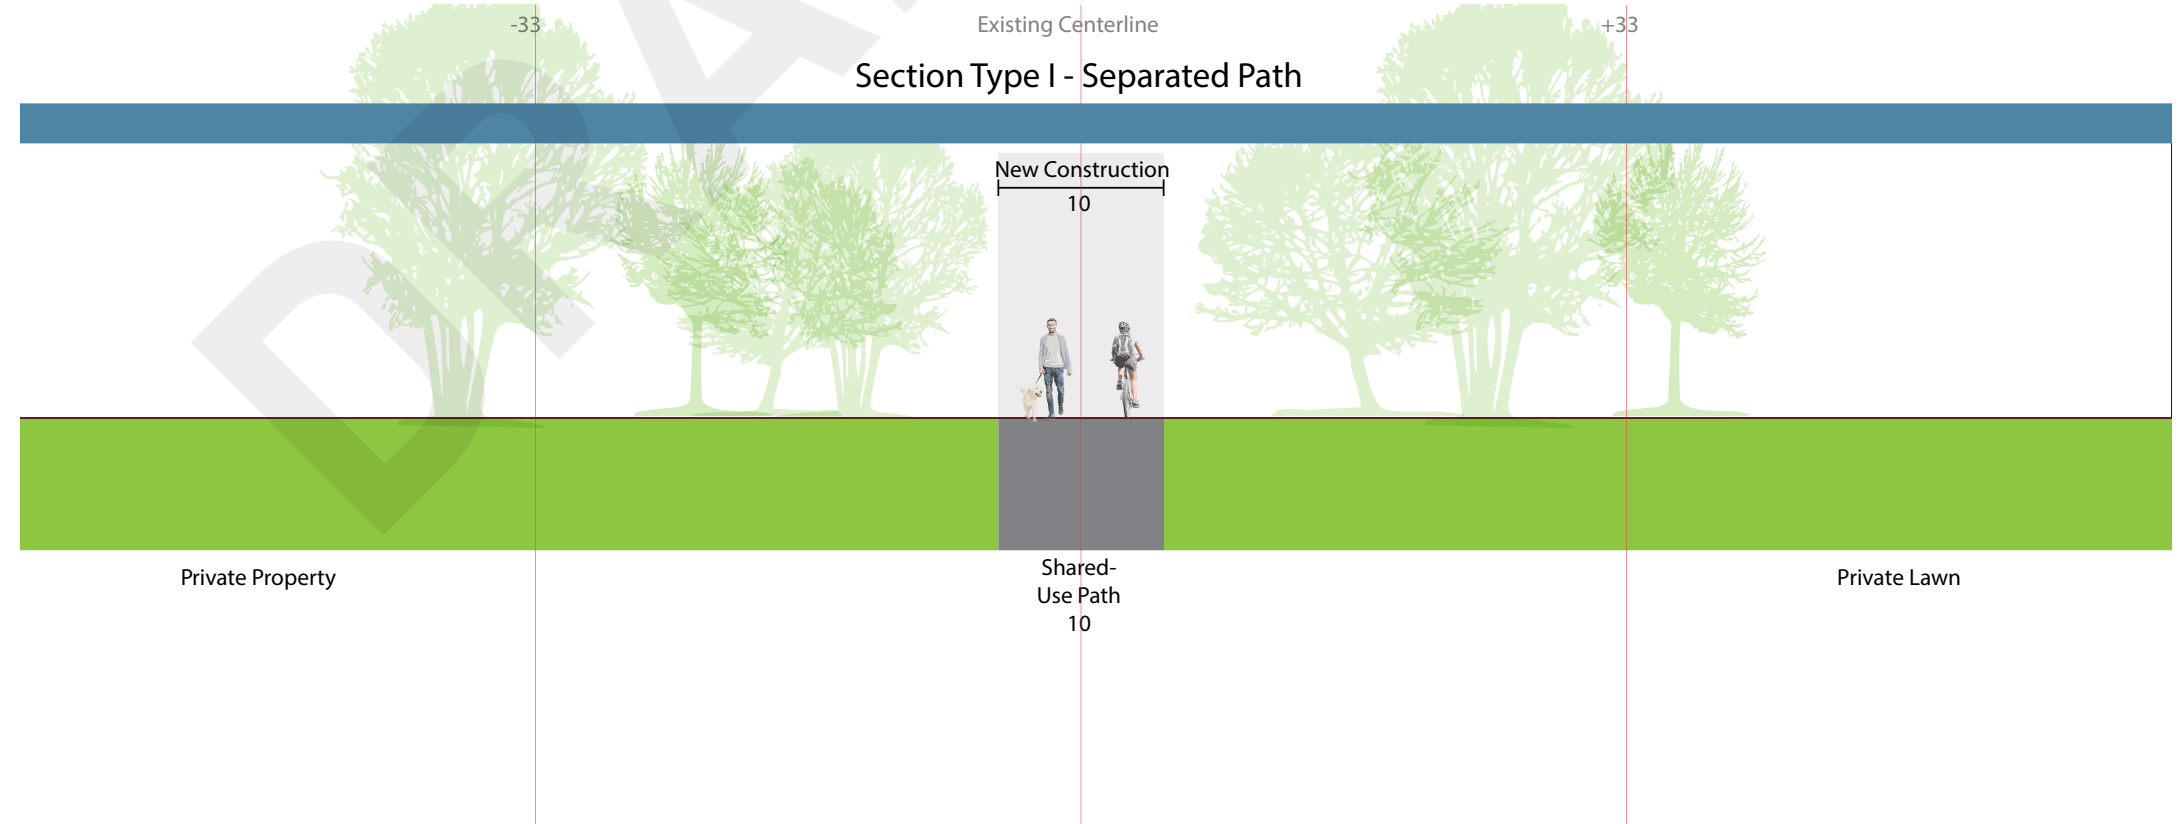 -33
Existing Centerline
+33
Section Type I - Separated Path
New Construction
10
Private Property
Shared-
Use Path
10
Private Lawn